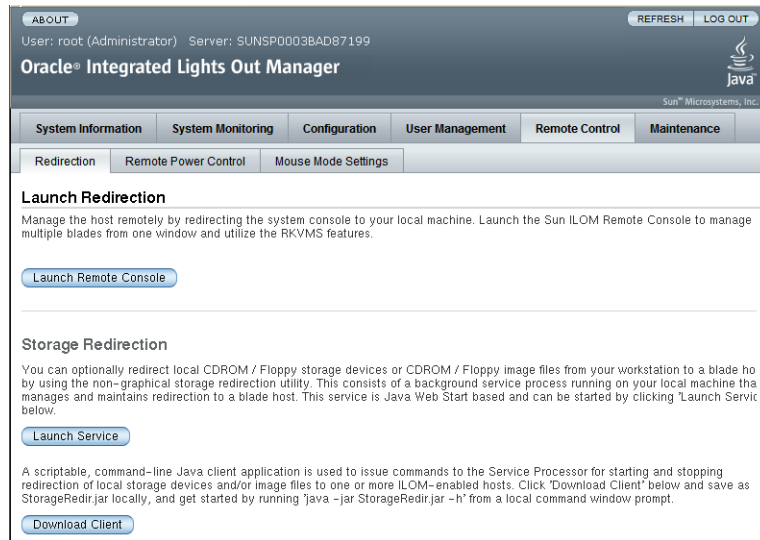 ABOUT
REFRESH LOG OUT
User: root (Administrator) Server: SUNSP0003BAD87199
Oracle® Integrated Lights Out Manager
Java™
Sun™ Microsystems, Inc.
System Information System Monitoring Configuration User Management Remote Control Maintenance
Redirection Remote Power Control Mouse Mode Settings
Launch Redirection
Manage the host remotely by redirecting the system console to your local machine. Launch the Sun ILOM Remote Console to manage
multiple blades from one window and utilize the RKVMS features.
Launch Remote Console
Storage Redirection
You can optionally redirect local CDROM / Floppy storage devices or CDROM / Floppy image files from your workstation to a blade ho
by using the non-graphical storage redirection utility. This consists of a background service process running on your local machine tha
manages and maintains redirection to a blade host. This service is Java Web Start based and can be started by clicking 'Launch Servic
below.
Launch Service
A scriptable, command-line Java client application is used to issue commands to the Service Processor for starting and stopping
redirection of local storage devices and/or image files to one or more ILOM-enabled hosts. Click 'Download Client' below and save as
StorageRedir.jar locally, and get started by running 'java -jar StorageRedir.jar -h' from a local command window prompt.
Download Client